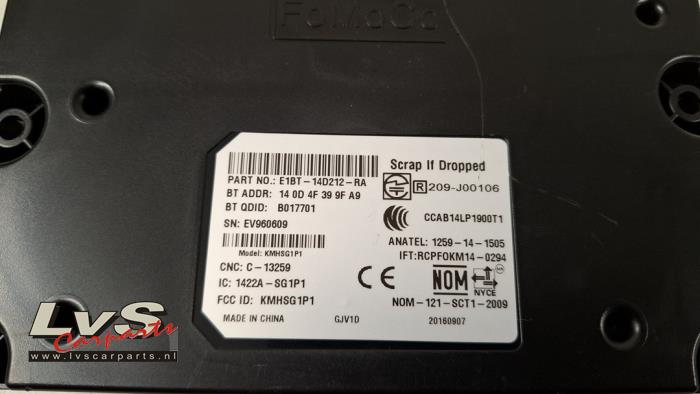 FoMoCo
Scrap If Dropped
PART NO.: E1BT-14D212-RA
BT ADDR: 14 0D 4F 39 9F A9
BT QDID: B017701
SN: EV960609
Model: KMHSG1P1
CNC: C-13259
IC: 1422A-SG1P1
FCC ID: KMHSG1P1
MADE IN CHINA
GJV1D
R 209-J00106
CCAB14LP1900T1
ANATEL: 1259-14-1505
IFT:RCPFOKM14-0294
CE
NOM
NYCE
NOM-121-SCT1-2009
20160907
LvS
Carparts
www.lvscarparts.nl